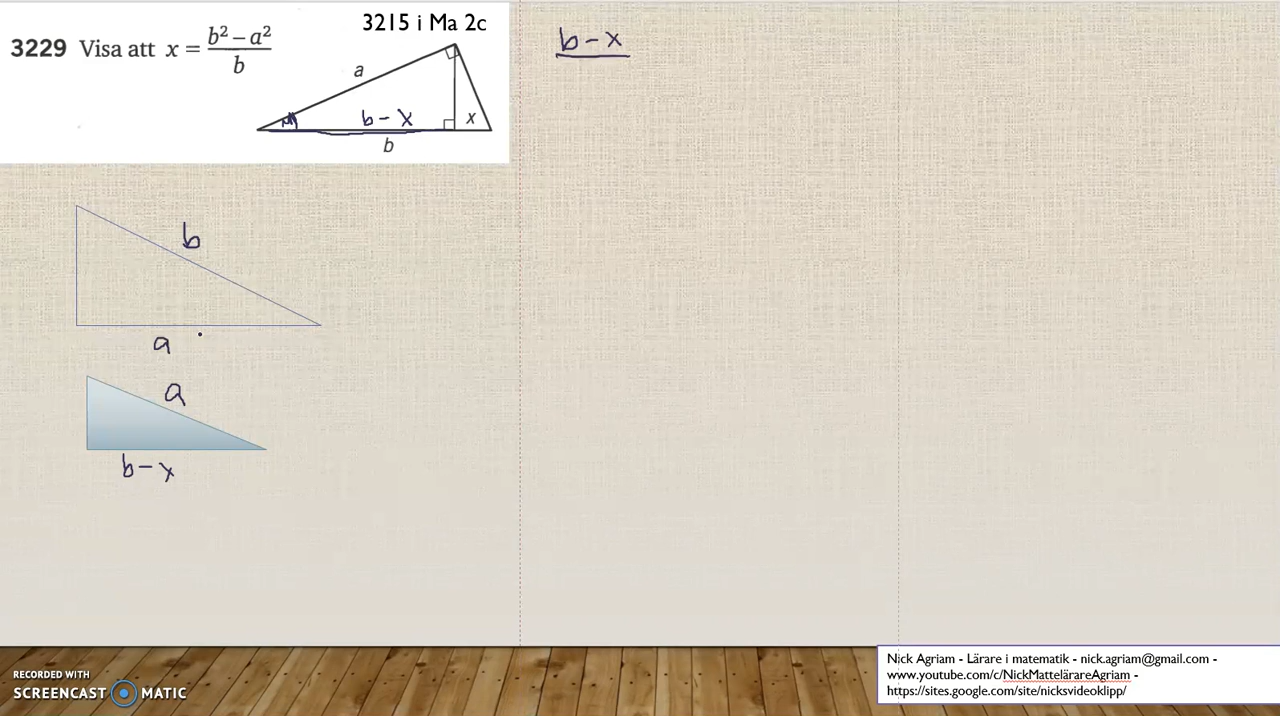 3215 i Ma 2c
3229 Visa att x = (b² – a²) / b
a
b - x
x
b
b - x
b
a
a
b - x
RECORDED WITH
SCREENCAST MATIC
Nick Agriam - Lärare i matematik - nick.agriam@gmail.com -
www.youtube.com/c/NickMattelärareAgriam -
https://sites.google.com/site/nicksvideoklipp/